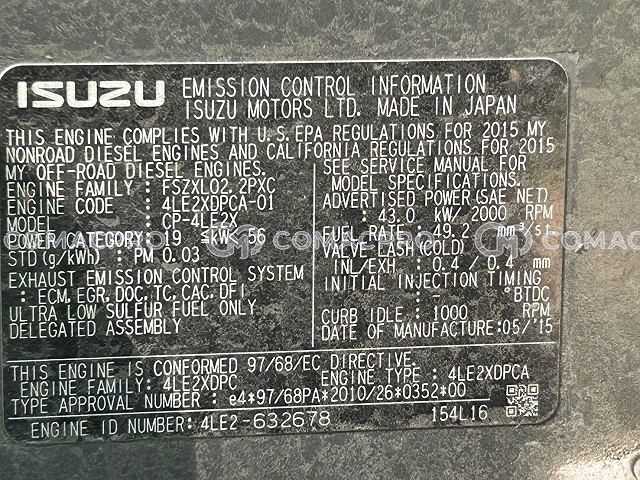 ISUZU EMISSION CONTROL INFORMATION
ISUZU MOTORS LTD. MADE IN JAPAN
THIS ENGINE COMPLIES WITH U.S.EPA REGULATIONS FOR 2015 MY
NONROAD DIESEL ENGINES AND CALIFORNIA REGULATIONS FOR 2015
MY OFF-ROAD DIESEL ENGINES.
ENGINE FAMILY : FSZXL02.2PXC
ENGINE CODE : 4LE2XDPCA-01
MODEL : CP-4LE2X
POWER CATEGORY : 19 ≤KW< 56
STD (g/kWh) : PM 0.03
EXHAUST EMISSION CONTROL SYSTEM
: ECM, EGR, DOC, TC, CAC, DFI
ULTRA LOW SULFUR FUEL ONLY
DELEGATED ASSEMBLY
SEE SERVICE MANUAL FOR
MODEL SPECIFICATIONS.
ADVERTISED POWER (SAE NET)
: 43.0 kW/ 2000 RPM
FUEL RATE : 49.2 mm³/st
VALVE LASH (COLD)
INL/EXH : 0.4 / 0.4 mm
INITIAL INJECTION TIMING
: - °BTDC
CURB IDLE : 1000 RPM
DATE OF MANUFACTURE:05/'15
THIS ENGINE IS CONFORMED 97/68/EC DIRECTIVE.
ENGINE FAMILY: 4LE2XDPC ENGINE TYPE : 4LE2XDPCA
TYPE APPROVAL NUMBER : e4*97/68PA*2010/26*0352*00
ENGINE ID NUMBER: 4LE2-632678 154L16
COMACPRO